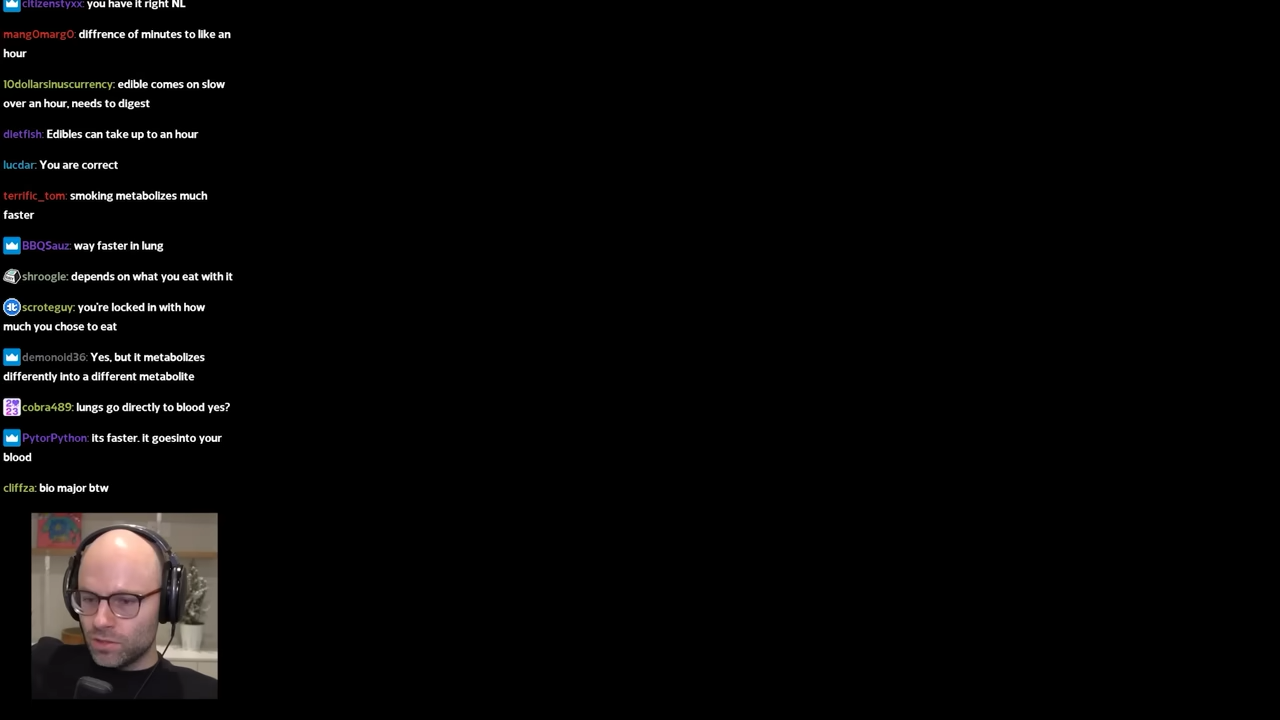 citizenstyxx: you have it right NL
mang0marg0: diffrence of minutes to like an
hour
10dollarsinuscurrency: edible comes on slow
over an hour, needs to digest
dietfish: Edibles can take up to an hour
lucdar: You are correct
terrific_tom: smoking metabolizes much
faster
BBQSauz: way faster in lung
shroogle: depends on what you eat with it
scroteguy: you're locked in with how
much you chose to eat
demonoid36: Yes, but it metabolizes
differently into a different metabolite
cobra489: lungs go directly to blood yes?
PytorPython: its faster. it goesinto your
blood
cliffza: bio major btw